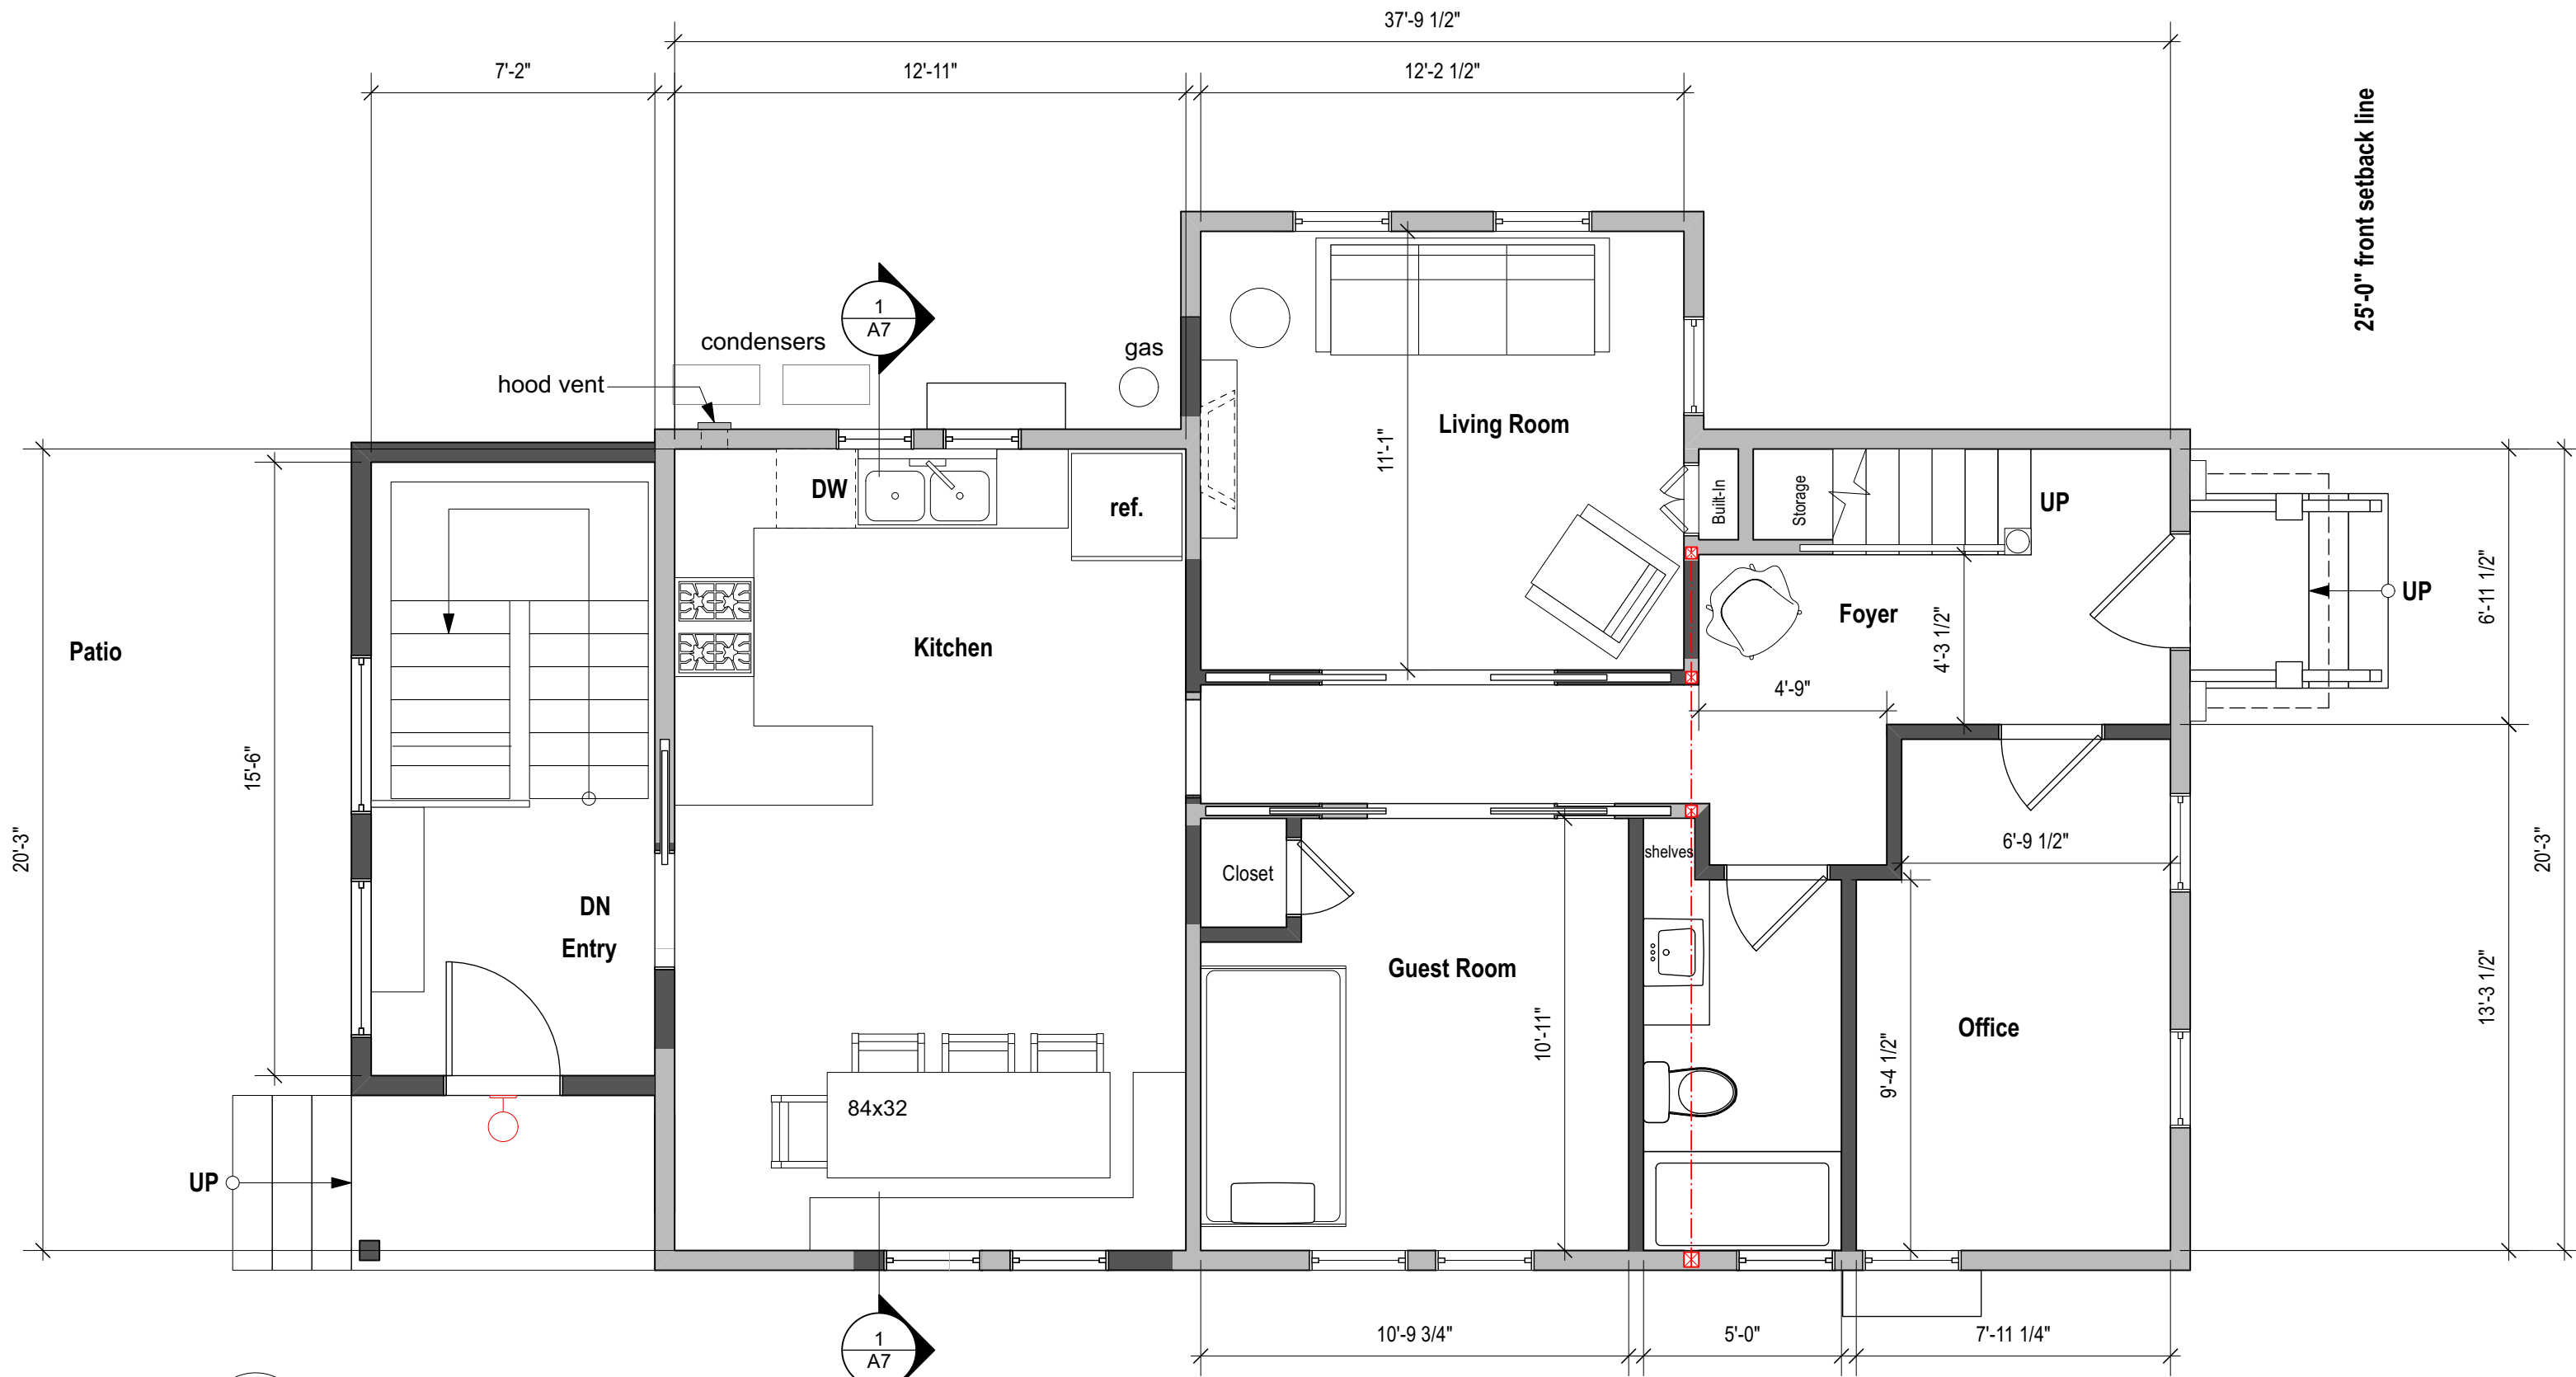 37'-9 1/2"
7'-2"
12'-11"
12'-2 1/2"
25'-0" front setback line
1
A7
condensers
gas
hood vent
Living Room
11'-1"
DW
ref.
Built-In
Storage
UP
Foyer
4'-3 1/2"
UP
6'-11 1/2"
Patio
Kitchen
4'-9"
15'-6"
20'-3"
6'-9 1/2"
20'-3"
shelves
Closet
DN
Entry
Guest Room
10'-11"
Office
9'-4 1/2"
13'-3 1/2"
84x32
UP
1
A7
10'-9 3/4"
5'-0"
7'-11 1/4"